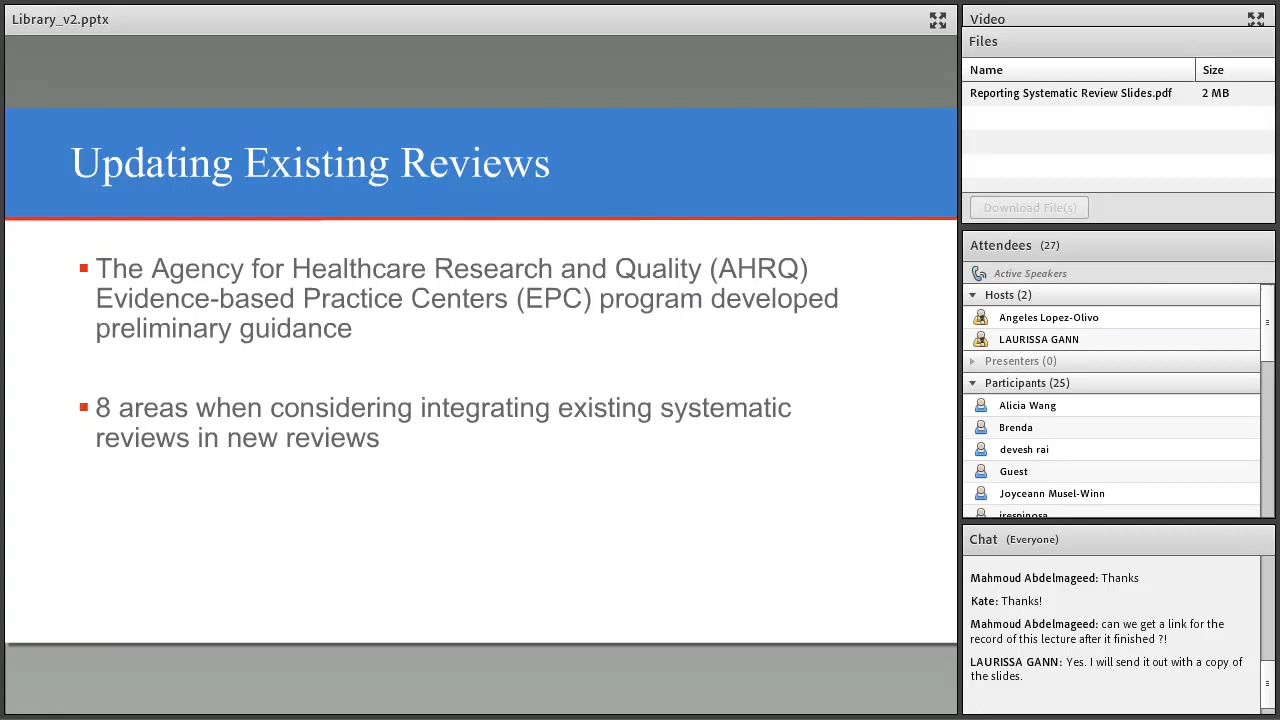 Library_v2.pptx
Updating Existing Reviews
The Agency for Healthcare Research and Quality (AHRQ)
Evidence-based Practice Centers (EPC) program developed
preliminary guidance
8 areas when considering integrating existing systematic
reviews in new reviews
Video
Files
Name Size
Reporting Systematic Review Slides.pdf 2 MB
Download File(s)
Attendees (27)
Active Speakers
Hosts (2)
Angeles Lopez-Olivo
LAURISSA GANN
Presenters (0)
Participants (25)
Alicia Wang
Brenda
devesh rai
Guest
Joyceann Musel-Winn
Chat (Everyone)
Mahmoud Abdelmageed: Thanks
Kate: Thanks!
Mahmoud Abdelmageed: can we get a link for the
record of this lecture after it finished ?!
LAURISSA GANN: Yes. I will send it out with a copy of
the slides.